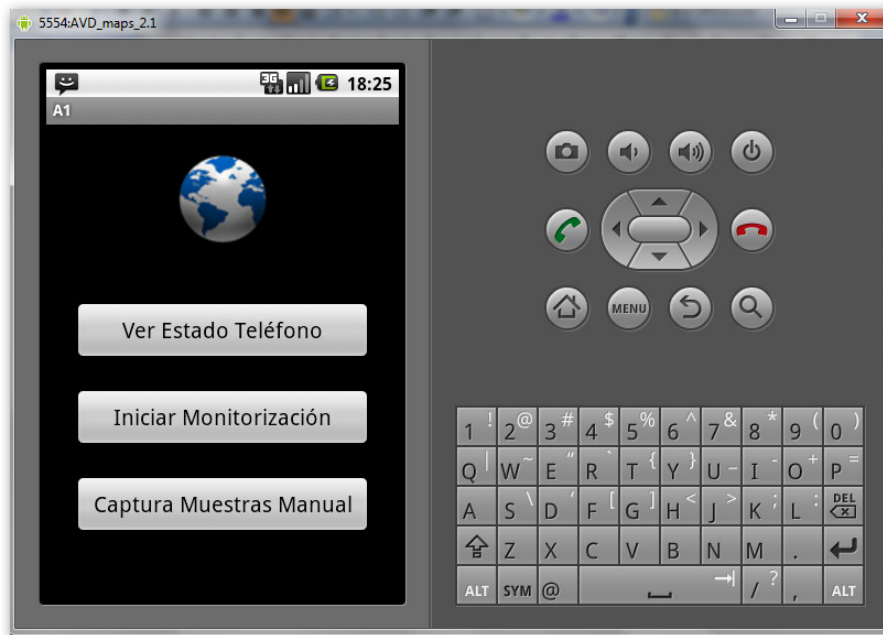 5554:AVD_maps_2.1
3G 18:25
A1
Ver Estado Teléfono
Iniciar Monitorización
Captura Muestras Manual
MENU
1 ! 2 @ 3 # 4 $ 5 % 6 ^ 7 & 8 * 9 ( 0 )
Q | W ~ E " R ` T { Y } U _ I - O + P =
A S \ D ' F [ G ] H < J > K ; L : DEL
Z X C V B N M .
ALT SYM @ / ? , ALT